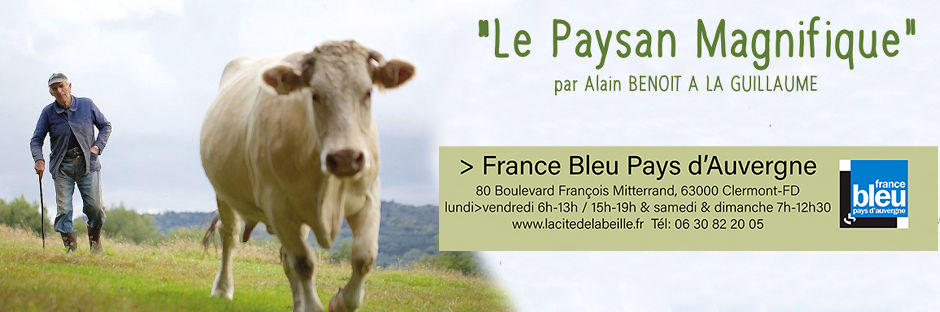 "Le Paysan Magnifique"
par Alain BENOIT A LA GUILLAUME
> France Bleu Pays d'Auvergne
80 Boulevard François Mitterrand, 63000 Clermont-FD
lundi>vendredi 6h-13h / 15h-19h & samedi & dimanche 7h-12h30
www.lacitedelabeille.fr Tél: 06 30 82 20 05
france
bleu
pays d'auvergne